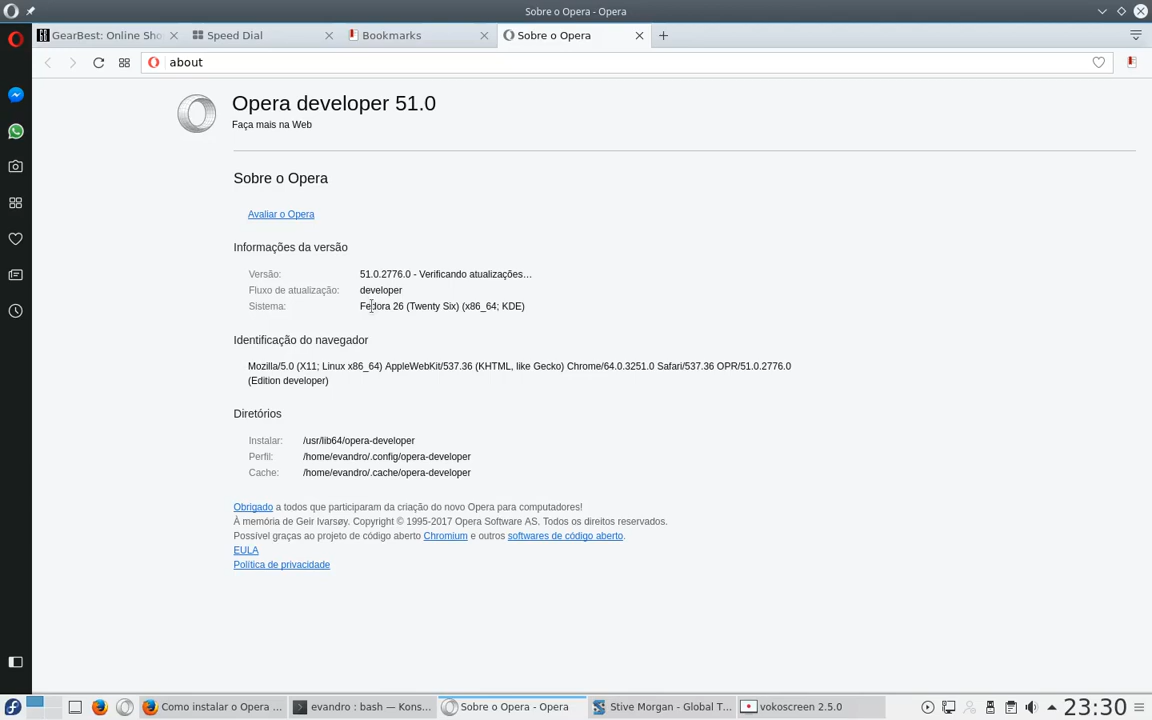 Sobre o Opera - Opera
GearBest: Online Sho
Speed Dial
Bookmarks
Sobre o Opera
about
Opera developer 51.0
Faça mais na Web
Sobre o Opera
Avaliar o Opera
Informações da versão
Versão: 51.0.2776.0 - Verificando atualizações...
Fluxo de atualização: developer
Sistema: Fedora 26 (Twenty Six) (x86_64; KDE)
Identificação do navegador
Mozilla/5.0 (X11; Linux x86_64) AppleWebKit/537.36 (KHTML, like Gecko) Chrome/64.0.3251.0 Safari/537.36 OPR/51.0.2776.0
(Edition developer)
Diretórios
Instalar: /usr/lib64/opera-developer
Perfil: /home/evandro/.config/opera-developer
Cache: /home/evandro/.cache/opera-developer
Obrigado a todos que participaram da criação do novo Opera para computadores!
À memória de Geir Ivarsøy. Copyright © 1995-2017 Opera Software AS. Todos os direitos reservados.
Possível graças ao projeto de código aberto Chromium e outros softwares de código aberto.
EULA
Política de privacidade
Como instalar o Opera ...
evandro : bash — Kons...
Sobre o Opera - Opera
Stive Morgan - Global T...
vokoscreen 2.5.0
23:30